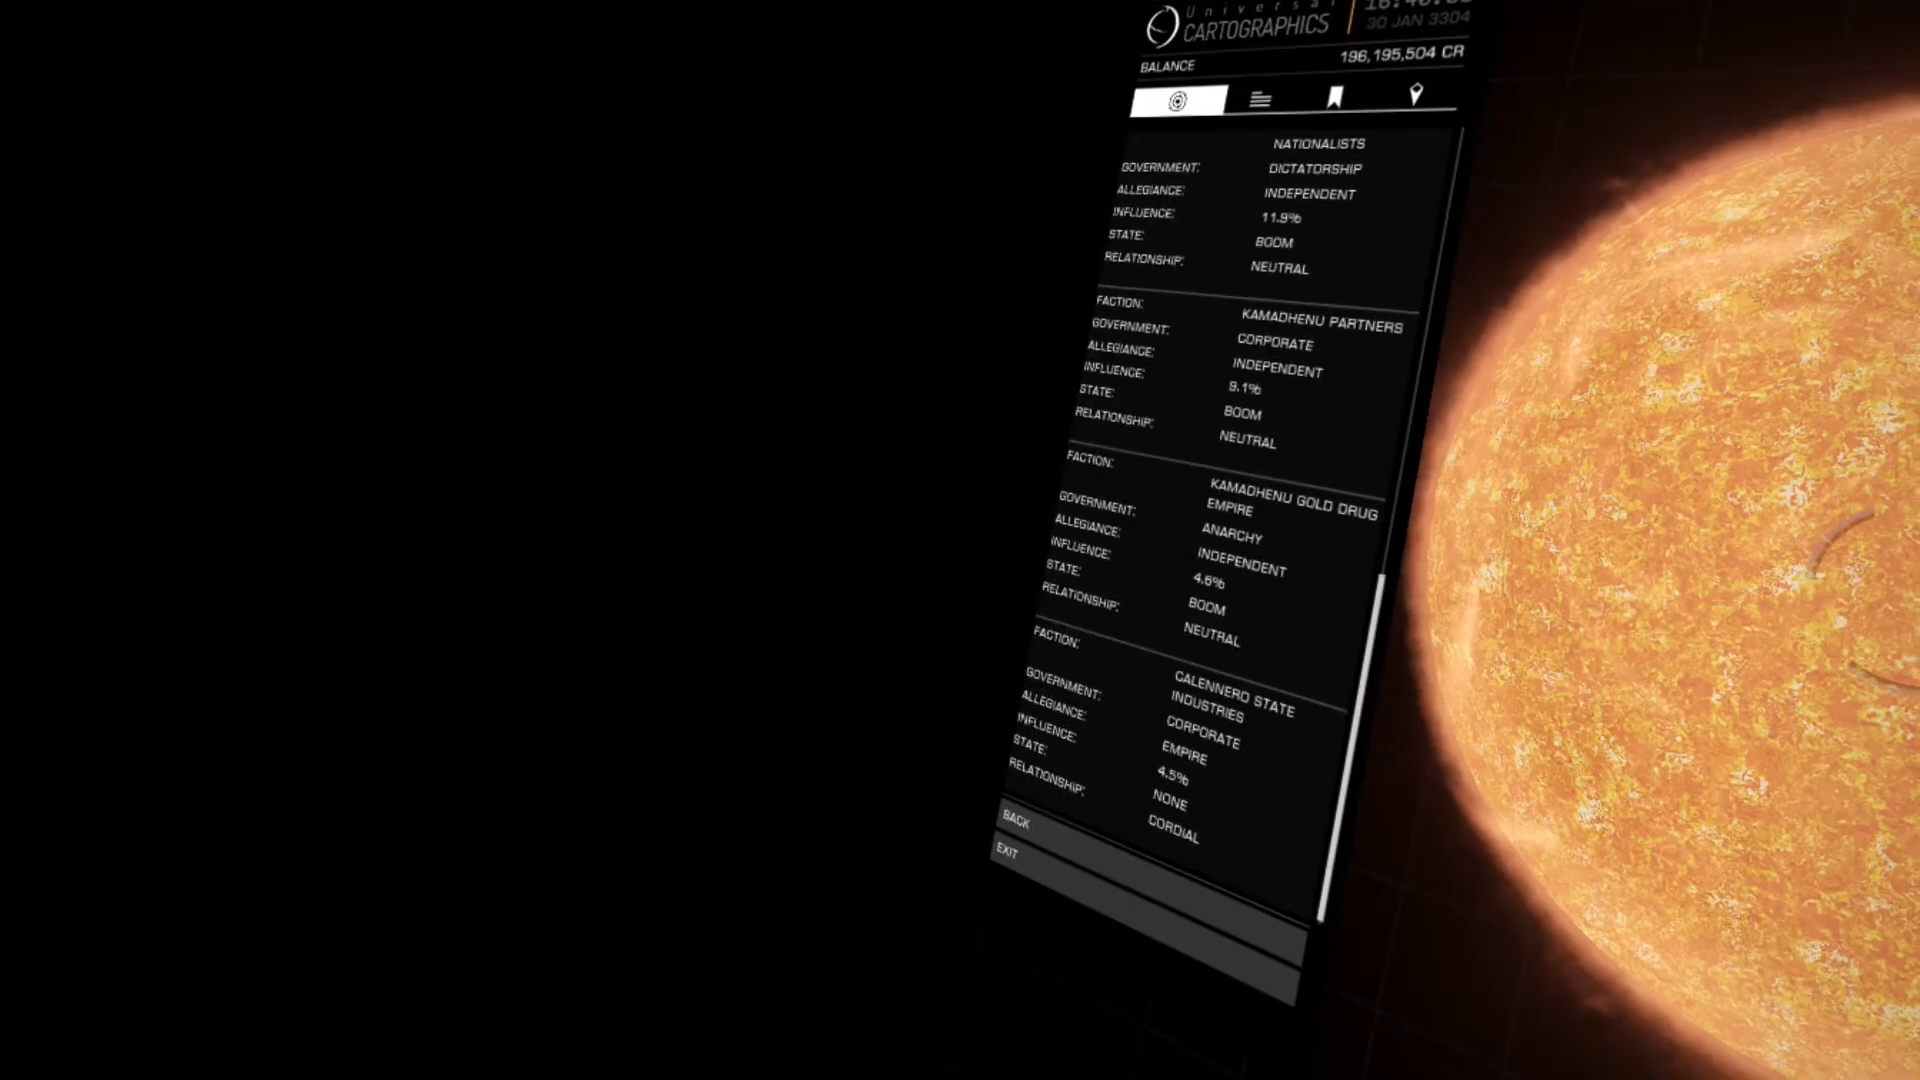 Universal
CARTOGRAPHICS
30 JAN 3304
BALANCE 196,195,504 CR
NATIONALISTS
GOVERNMENT: DICTATORSHIP
ALLEGIANCE: INDEPENDENT
INFLUENCE: 11.9%
STATE: BOOM
RELATIONSHIP: NEUTRAL
FACTION: KAMADHENU PARTNERS
GOVERNMENT: CORPORATE
ALLEGIANCE: INDEPENDENT
INFLUENCE: 9.1%
STATE: BOOM
RELATIONSHIP: NEUTRAL
FACTION: KAMADHENU GOLD DRUG
EMPIRE
GOVERNMENT: ANARCHY
ALLEGIANCE: INDEPENDENT
INFLUENCE: 4.6%
STATE: BOOM
RELATIONSHIP: NEUTRAL
FACTION: CALENNERO STATE
INDUSTRIES
GOVERNMENT: CORPORATE
ALLEGIANCE: EMPIRE
INFLUENCE: 4.5%
STATE: NONE
RELATIONSHIP: CORDIAL
BACK
EXIT